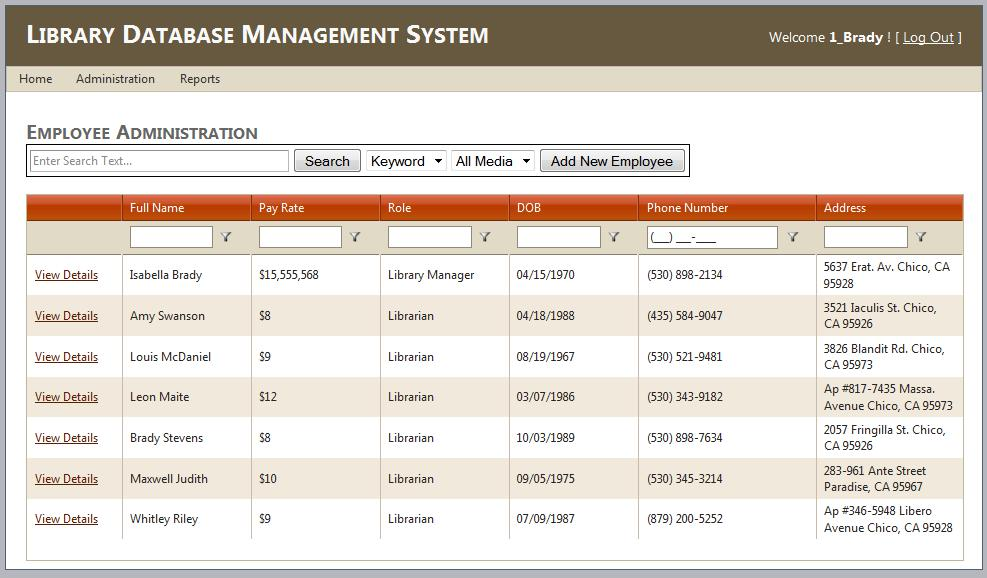 LIBRARY DATABASE MANAGEMENT SYSTEM
Welcome 1_Brady ! [ Log Out ]
Home Administration Reports
EMPLOYEE ADMINISTRATION
Enter Search Text... Search Keyword All Media Add New Employee
Full Name Pay Rate Role DOB Phone Number Address
(__) __-___
View Details Isabella Brady $15,555,568 Library Manager 04/15/1970 (530) 898-2134 5637 Erat. Av. Chico, CA
95928
View Details Amy Swanson $8 Librarian 04/18/1988 (435) 584-9047 3521 Iaculis St. Chico,
CA 95926
View Details Louis McDaniel $9 Librarian 08/19/1967 (530) 521-9481 3826 Blandit Rd. Chico,
CA 95973
View Details Leon Maite $12 Librarian 03/07/1986 (530) 343-9182 Ap #817-7435 Massa.
Avenue Chico, CA 95973
View Details Brady Stevens $8 Librarian 10/03/1989 (530) 898-7634 2057 Fringilla St. Chico,
CA 95926
View Details Maxwell Judith $10 Librarian 09/05/1975 (530) 345-3214 283-961 Ante Street
Paradise, CA 95967
View Details Whitley Riley $9 Librarian 07/09/1987 (879) 200-5252 Ap #346-5948 Libero
Avenue Chico, CA 95928